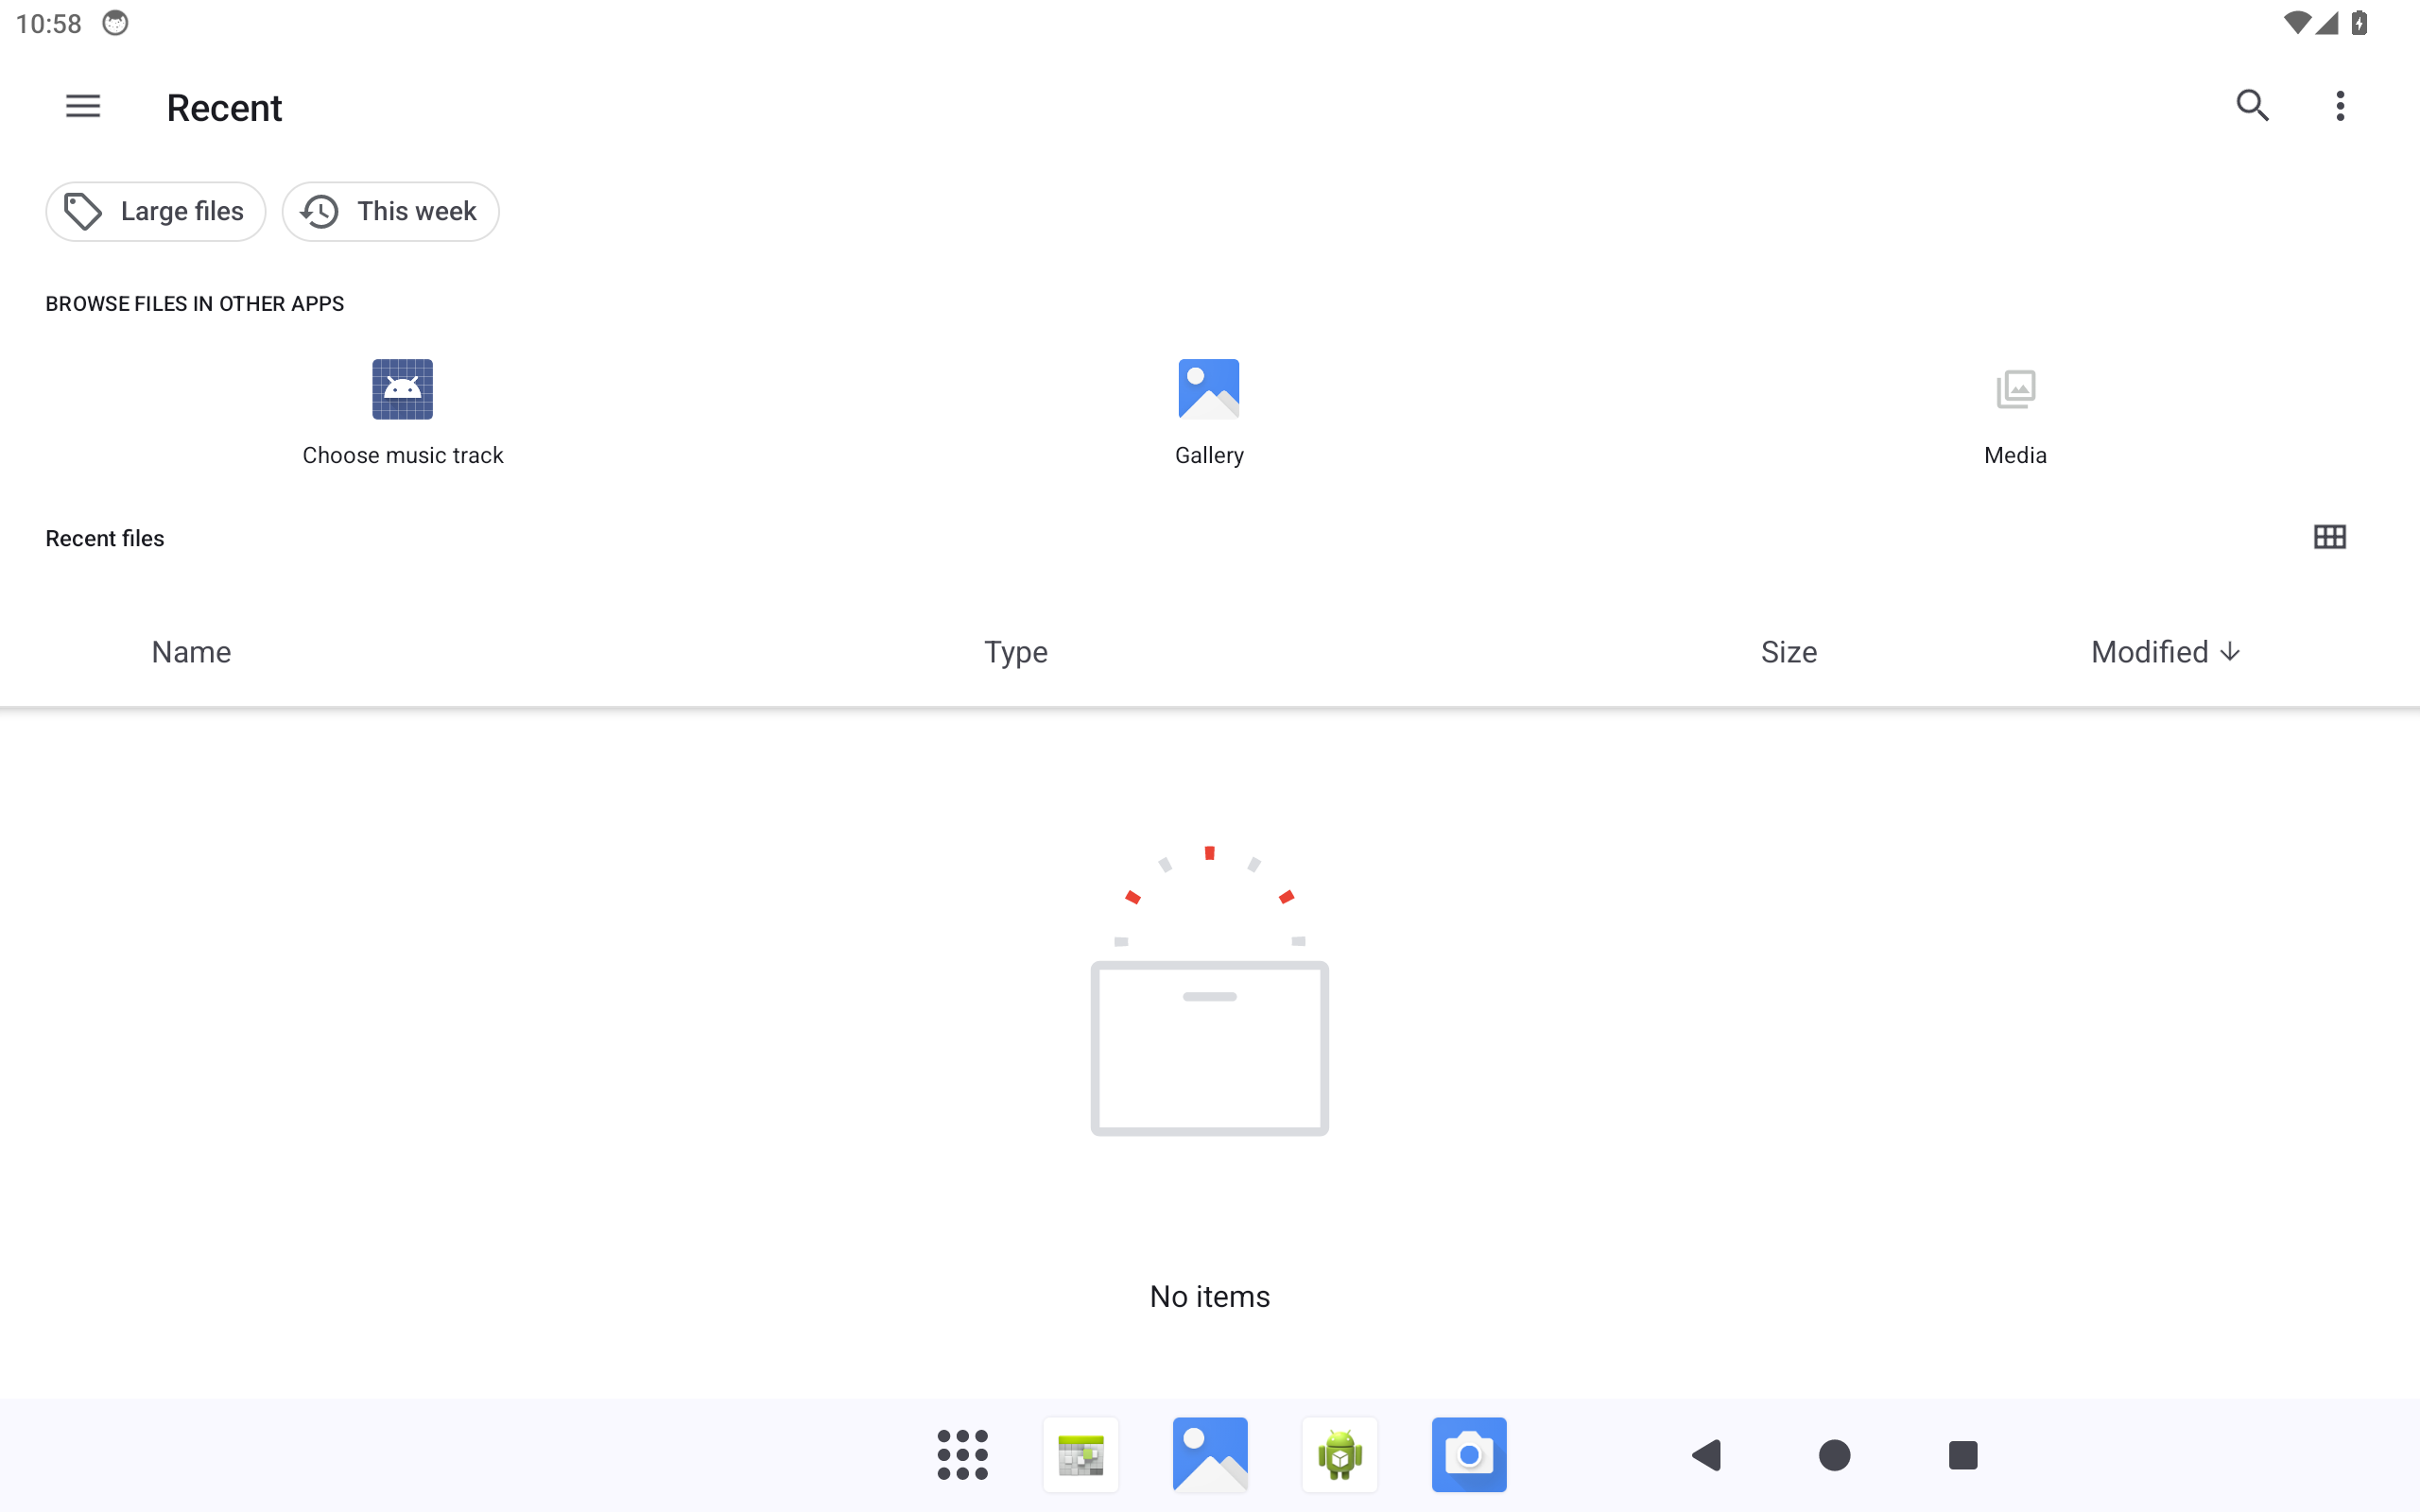 10:58
Recent
Large files
This week
BROWSE FILES IN OTHER APPS
Choose music track
Gallery
Media
Recent files
Name
Type
Size
Modified
No items